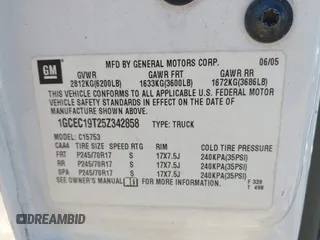 GM
MFD BY GENERAL MOTORS CORP. 06/05
GVWR GAWR FRT GAWR RR
2812KG(6200LB) 1633KG(3600LB) 1672KG(3686LB)
THIS VEHICLE CONFORMS TO ALL APPLICABLE U.S. FEDERAL MOTOR
VEHICLE SAFETY STANDARDS IN EFFECT ON THE DATE OF
MANUFACTURE SHOWN ABOVE.
1GCEC19T25Z342858 TYPE: TRUCK
MODEL: C15753
CAA4 TIRE SIZE SPEED RTG RIM COLD TIRE PRESSURE
FRT P245/70R17 S 17X7.5J 240KPA(35PSI)
RR P245/70R17 S 17X7.5J 240KPA(35PSI)
SPA P245/70R17 S 17X7.5J 240KPA(35PSI)
SEE OWNER'S MANUAL FOR MORE INFORMATION.
DREAMBID